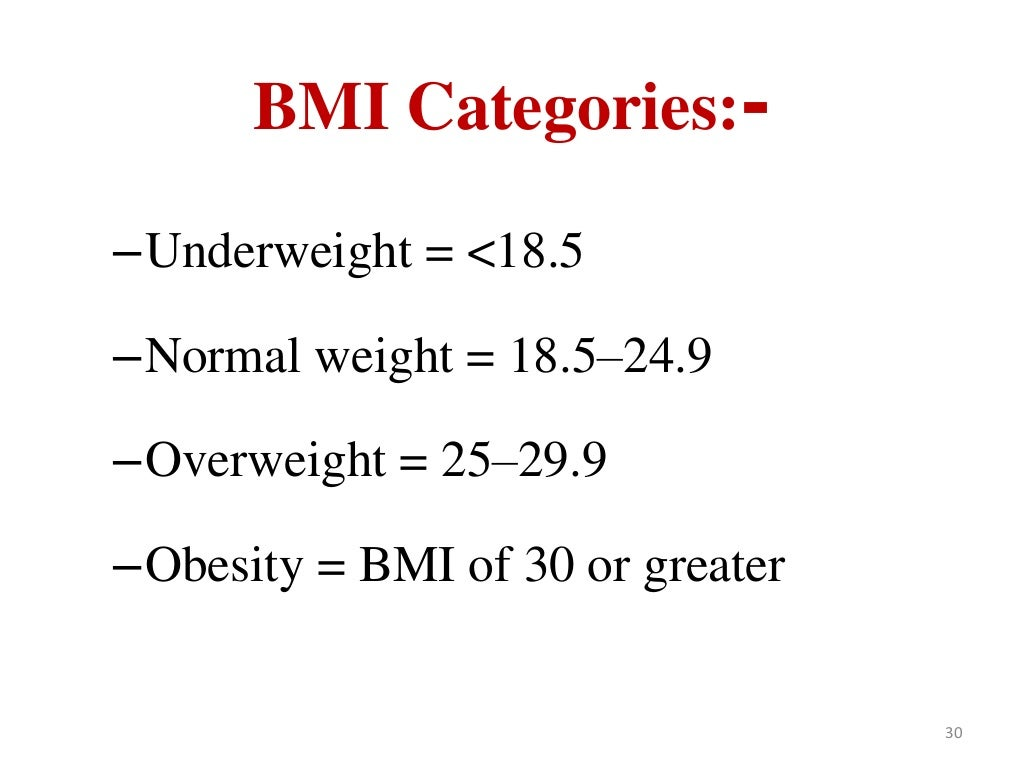 BMI Categories:-
–Underweight = <18.5
–Normal weight = 18.5–24.9
–Overweight = 25–29.9
–Obesity = BMI of 30 or greater
30